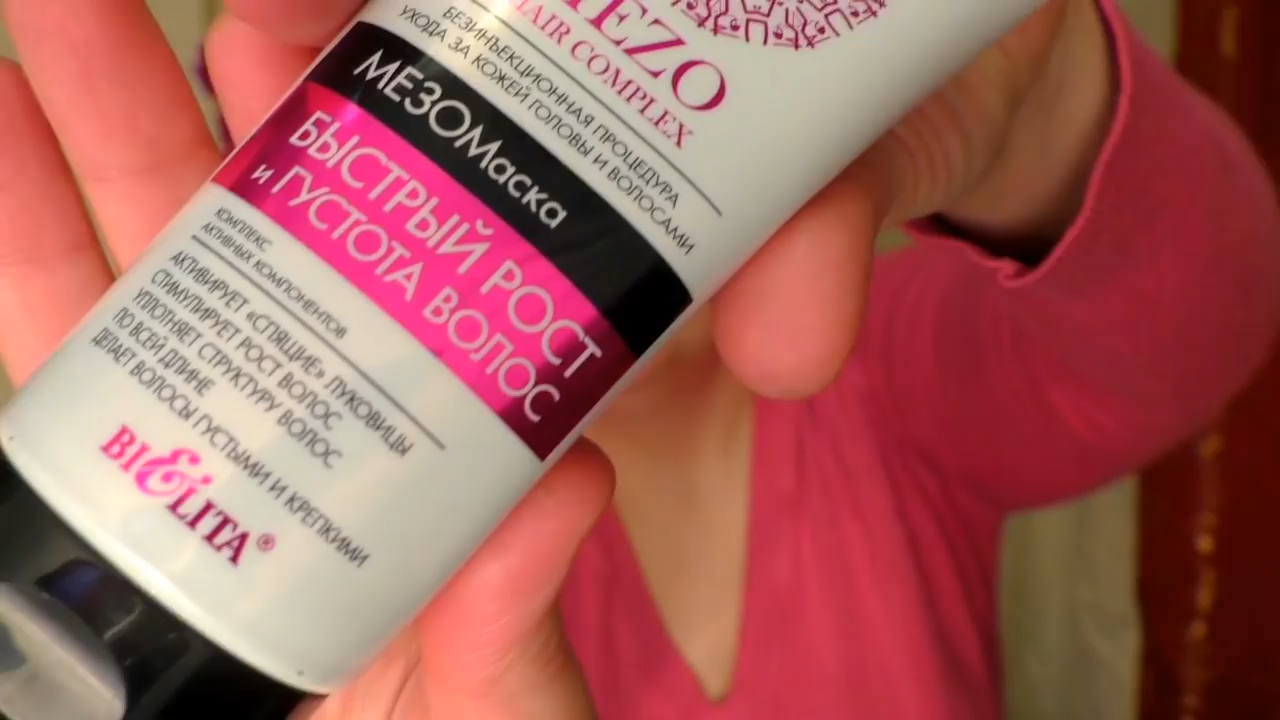 MEZO
HAIR COMPLEX
БЕЗИНЪЕКЦИОННАЯ ПРОЦЕДУРА
УХОДА ЗА КОЖЕЙ ГОЛОВЫ И ВОЛОСАМИ
МЕЗОМаска
БЫСТРЫЙ РОСТ
и ГУСТОТА ВОЛОС
КОМПЛЕКС
АКТИВНЫХ КОМПОНЕНТОВ
АКТИВИРУЕТ «СПЯЩИЕ» ЛУКОВИЦЫ
СТИМУЛИРУЕТ РОСТ ВОЛОС
УПЛОТНЯЕТ СТРУКТУРУ ВОЛОС
ПО ВСЕЙ ДЛИНЕ
ДЕЛАЕТ ВОЛОСЫ ГУСТЫМИ И КРЕПКИМИ
BI&LITA®